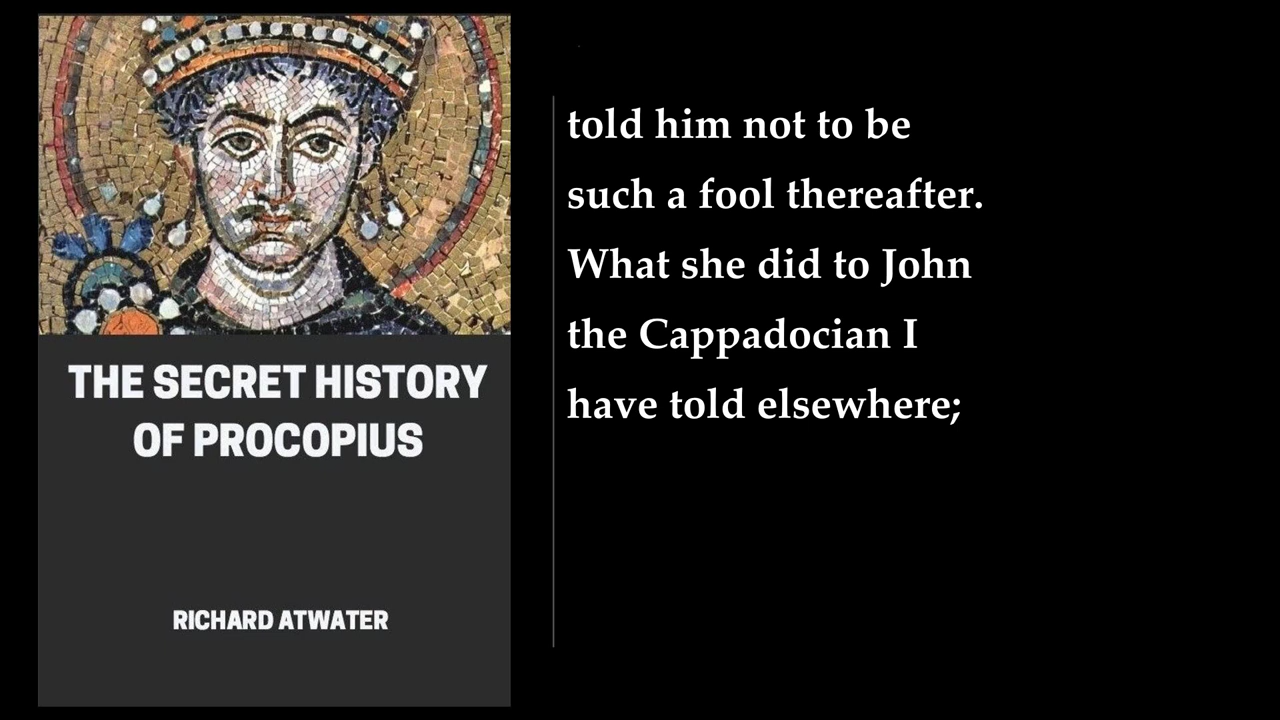 THE SECRET HISTORY
OF PROCOPIUS
RICHARD ATWATER
told him not to be
such a fool thereafter.
What she did to John
the Cappadocian I
have told elsewhere;